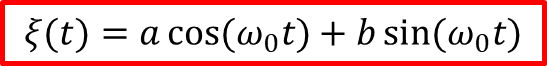 ξ(t) = a cos(ω₀t) + b sin(ω₀t)